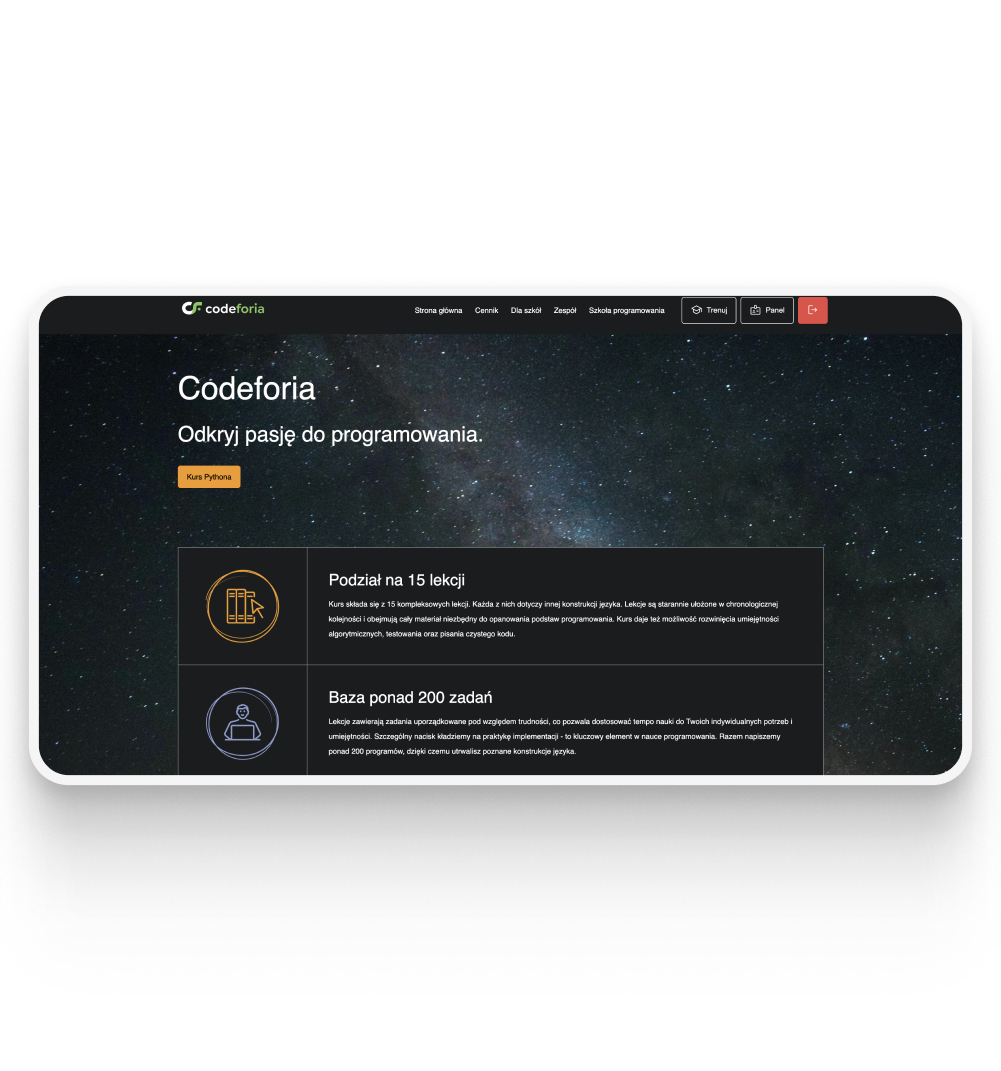 codeforia
Strona główna Cennik Dla szkół Zespół Szkoła programowania Trenuj Panel
Codeforia
Odkryj pasję do programowania.
Kurs Pythona
Podział na 15 lekcji
Kurs składa się z 15 kompleksowych lekcji. Każda z nich dotyczy innej konstrukcji języka. Lekcje są starannie ułożone w chronologicznej
kolejności i obejmują cały materiał niezbędny do opanowania podstaw programowania. Kurs daje też możliwość rozwinięcia umiejętności
algorytmicznych, testowania oraz pisania czystego kodu.
Baza ponad 200 zadań
Lekcje zawierają zadania uporządkowane pod względem trudności, co pozwala dostosować tempo nauki do Twoich indywidualnych potrzeb i
umiejętności. Szczególny nacisk kładziemy na praktykę implementacji - to kluczowy element w nauce programowania. Razem napiszemy
ponad 200 programów, dzięki czemu utrwalisz poznane konstrukcje języka.